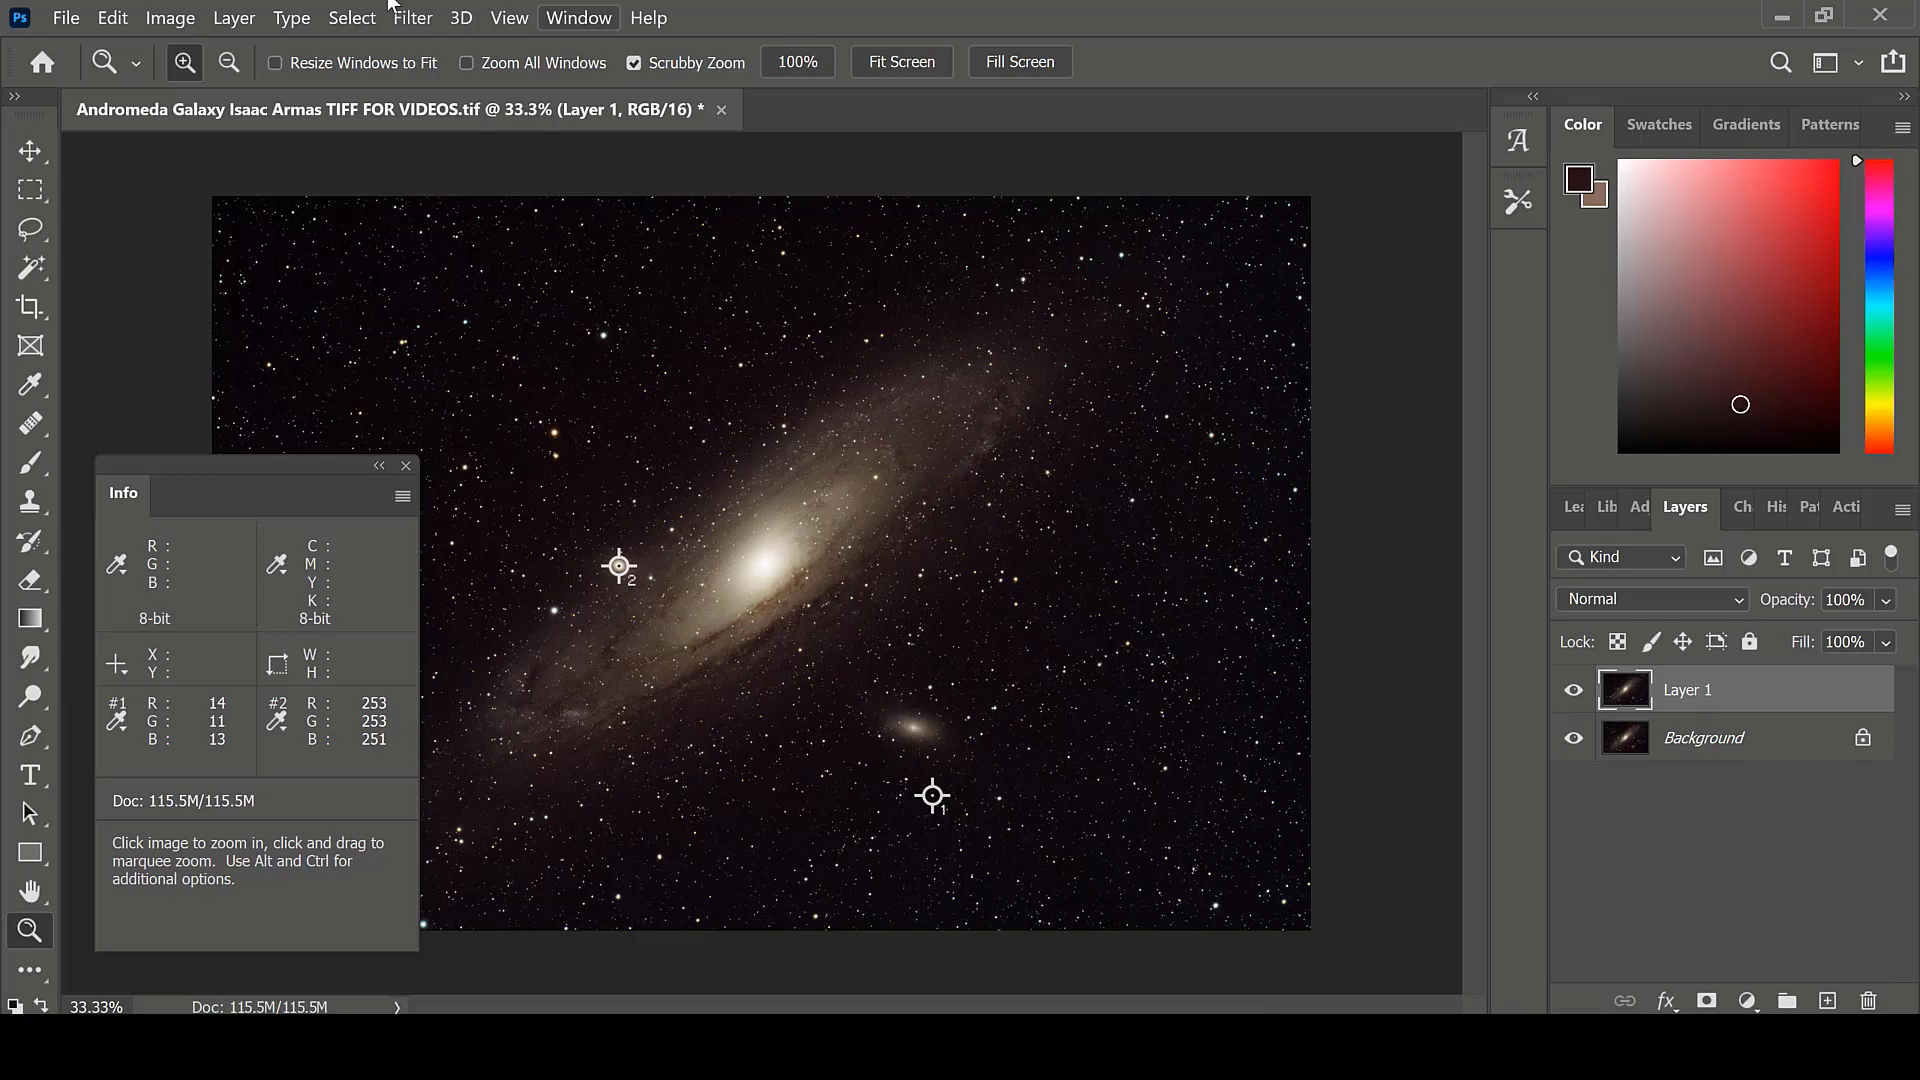 Ps File Edit Image Layer Type Select Filter 3D View Window Help
Resize Windows to Fit Zoom All Windows Scrubby Zoom 100% Fit Screen Fill Screen
Andromeda Galaxy Isaac Armas TIFF FOR VIDEOS.tif @ 33.3% (Layer 1, RGB/16) *
Color Swatches Gradients Patterns
Info
R : C :
G : M :
B : Y :
K :
8-bit 8-bit
X : W :
Y : H :
#1 R : 14 #2 R : 253
G : 11 G : 253
B : 13 B : 251
Doc: 115.5M/115.5M
Click image to zoom in, click and drag to
marquee zoom. Use Alt and Ctrl for
additional options.
2
1
33.33% Doc: 115.5M/115.5M
Lea Lib Ad Layers Ch His Pat Acti
Kind
Normal Opacity: 100%
Lock: Fill: 100%
Layer 1
Background
fx